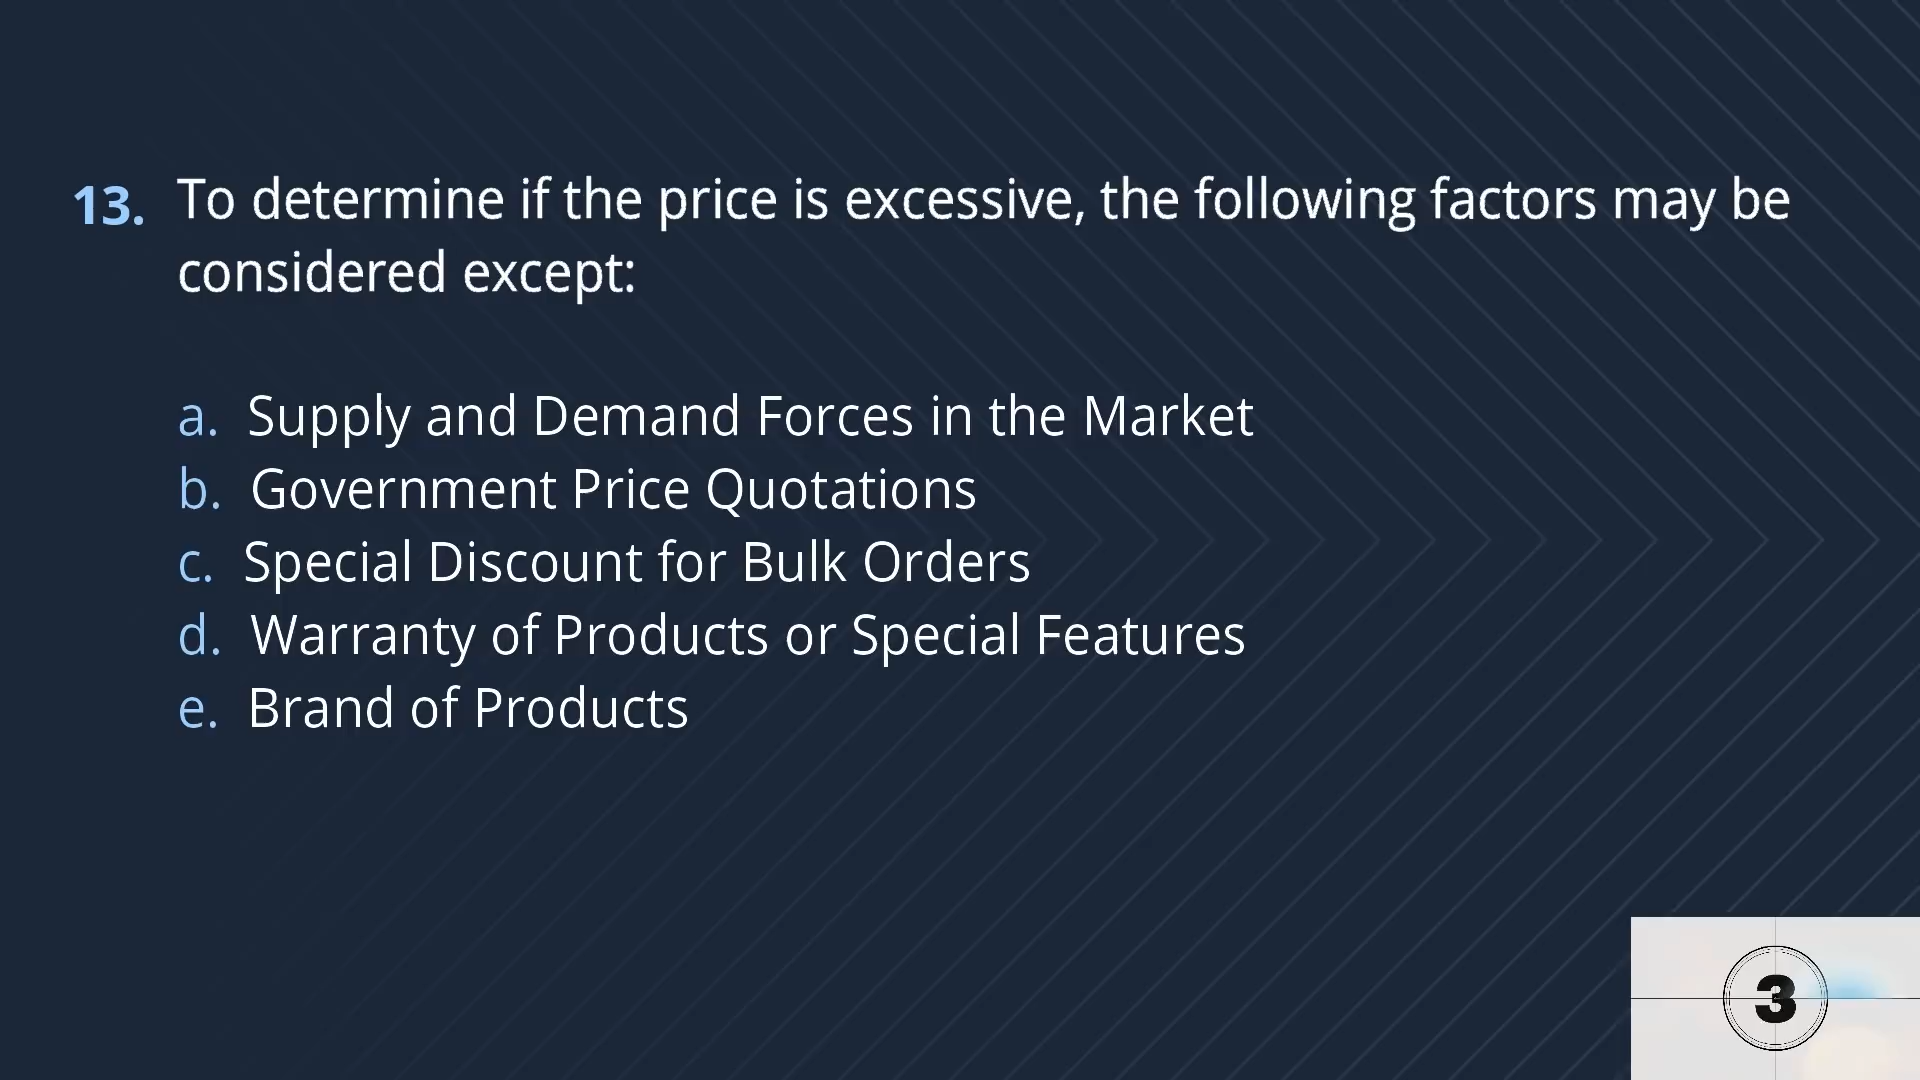 13. To determine if the price is excessive, the following factors may be
considered except:
a. Supply and Demand Forces in the Market
b. Government Price Quotations
c. Special Discount for Bulk Orders
d. Warranty of Products or Special Features
e. Brand of Products
3